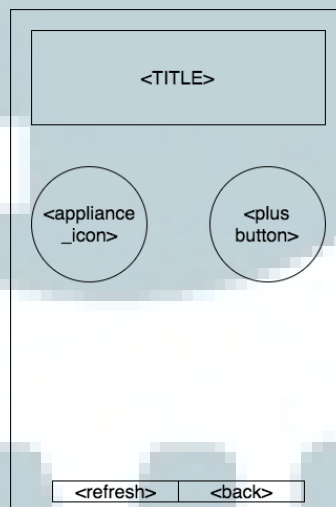 <TITLE>
<appliance
_icon>
<plus
button>
<refresh>
<back>